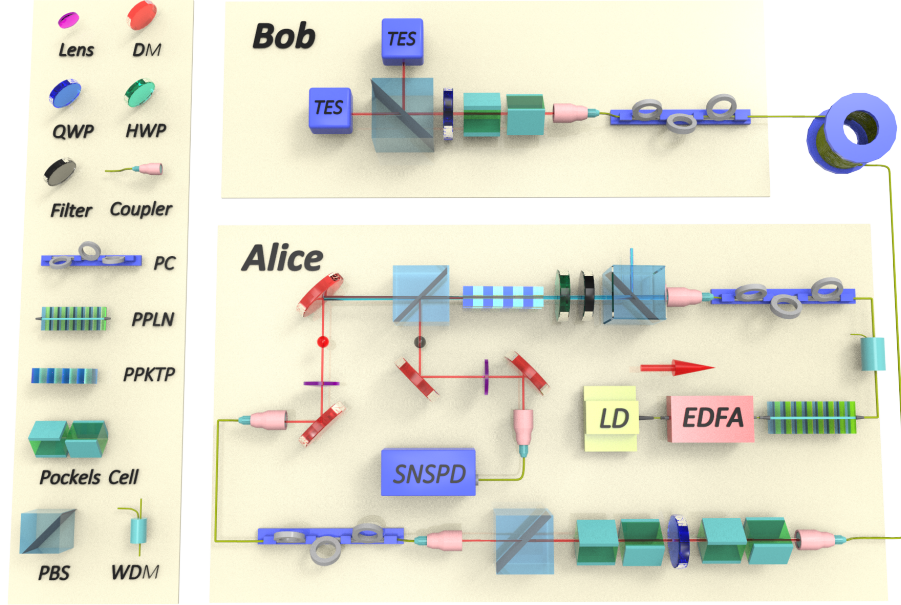 Lens DM
QWP HWP
Filter Coupler
PC
PPLN
PPKTP
Pockels Cell
PBS WDM
Bob
TES
TES
Alice
LD EDFA
SNSPD